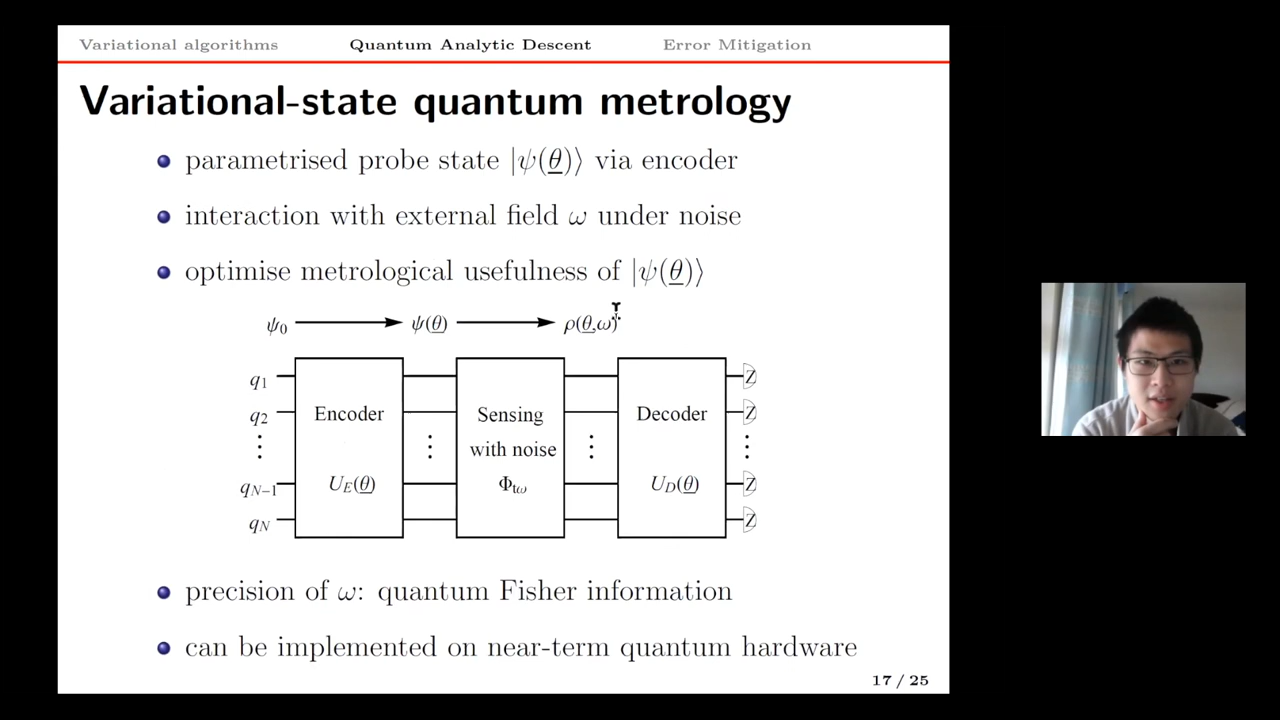 Variational algorithms Quantum Analytic Descent Error Mitigation
Variational-state quantum metrology
parametrised probe state |ψ(θ)⟩ via encoder
interaction with external field ω under noise
optimise metrological usefulness of |ψ(θ)⟩
ψ0 ψ(θ) ρ(θ,ω)
q1 Z
q2 Encoder Sensing Decoder Z
⋮ ⋮ with noise ⋮ ⋮
qN−1 UE(θ) Φtω UD(θ) Z
qN Z
precision of ω: quantum Fisher information
can be implemented on near-term quantum hardware
17 / 25